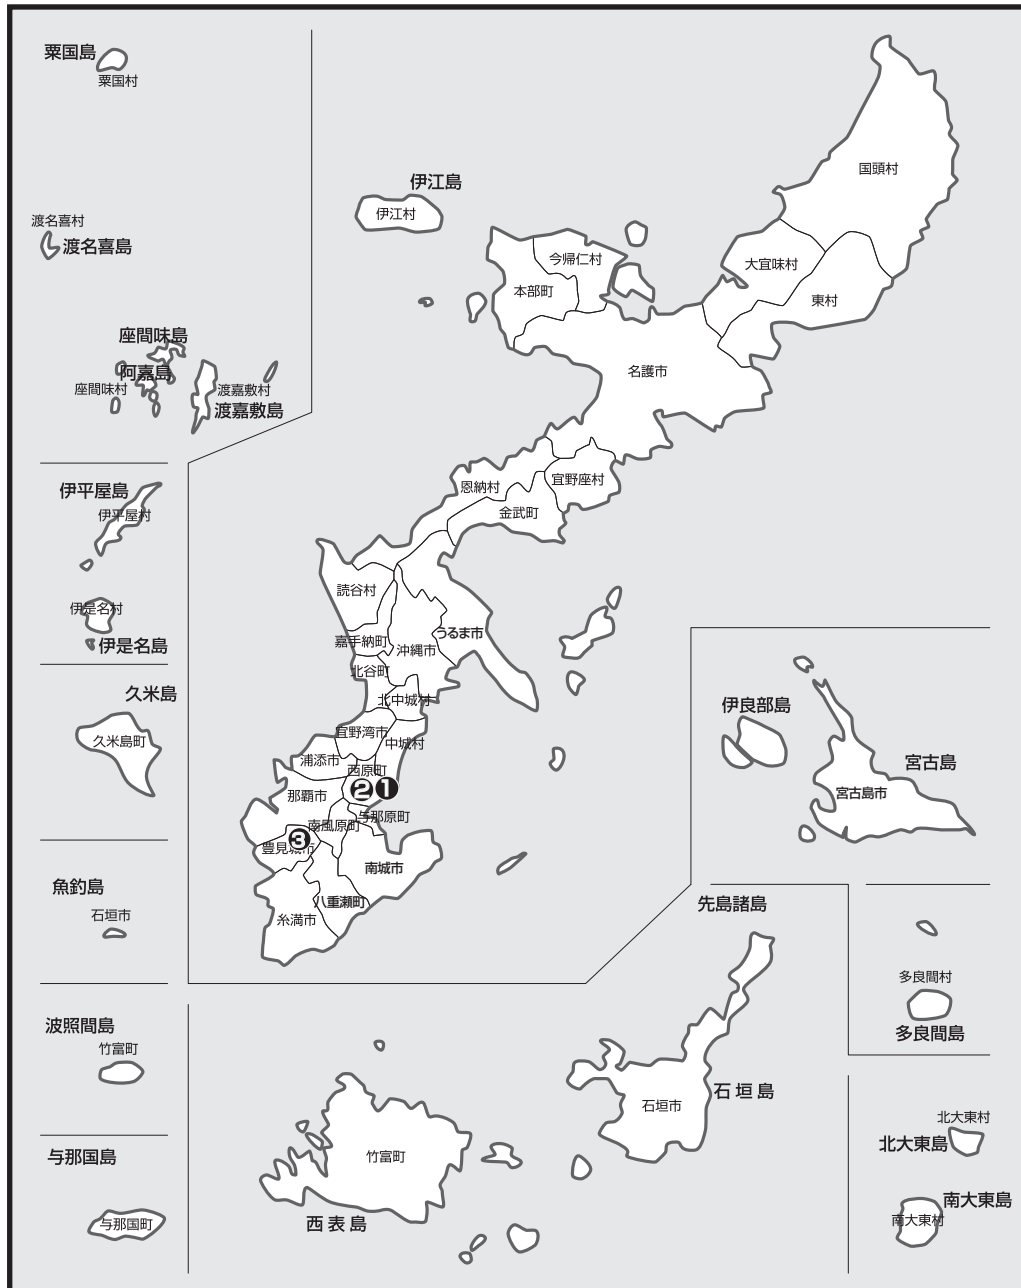 粟国島
粟国村
渡名喜村
渡名喜島
座間味島
阿嘉島
座間味村
渡嘉敷村
渡嘉敷島
伊平屋島
伊平屋村
伊是名村
伊是名島
久米島
久米島町
魚釣島
石垣市
波照間島
竹富町
与那国島
与那国町
伊江島
伊江村
国頭村
大宜味村
東村
今帰仁村
本部町
名護市
恩納村
宜野座村
金武町
読谷村
嘉手納町
うるま市
沖縄市
北谷町
北中城村
宜野湾市
中城村
浦添市
西原町
❷❶
那覇市
与那原町
南風原町
❸
豊見城市
南城市
八重瀬町
糸満市
伊良部島
宮古島
宮古島市
先島諸島
多良間村
多良間島
石垣島
石垣市
竹富町
西表島
北大東村
北大東島
南大東島
南大東村